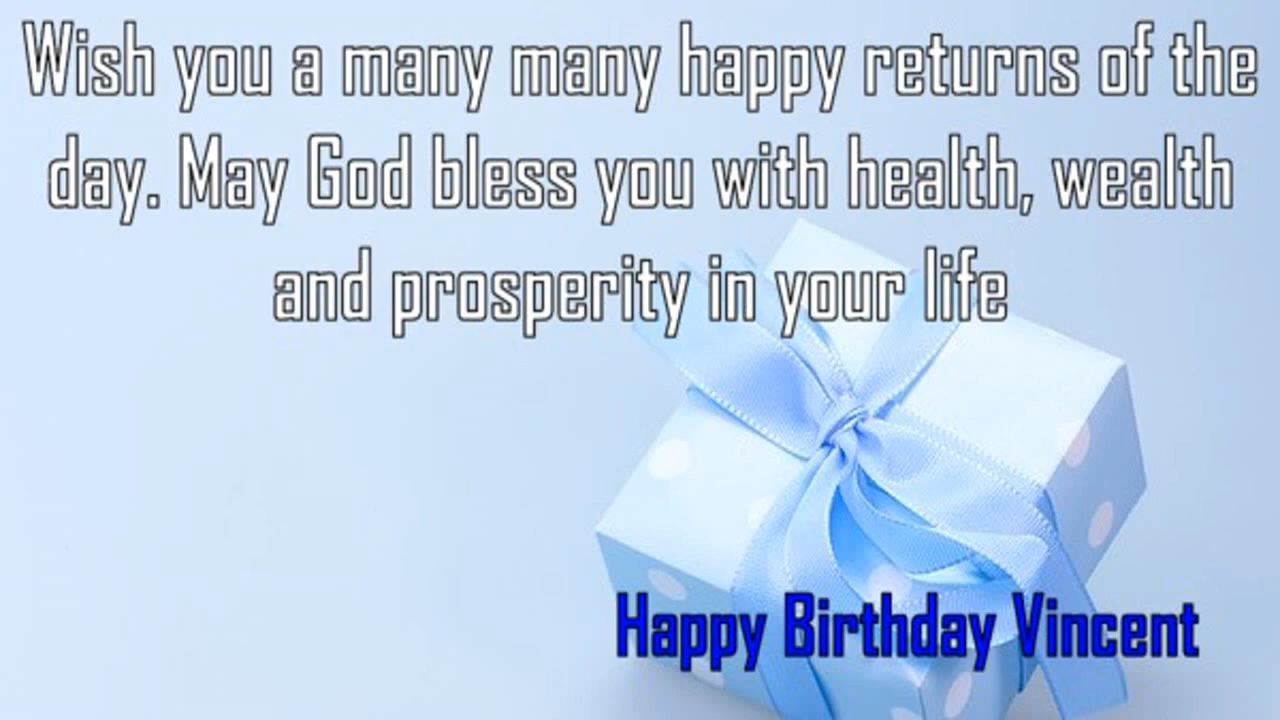 Wish you a many many happy returns of the
day. May God bless you with health, wealth
and prosperity in your life
Happy Birthday Vincent